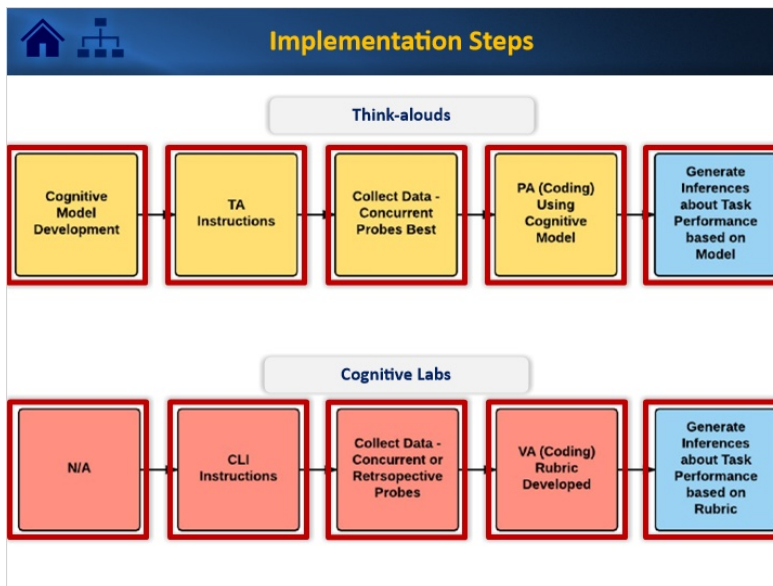 Implementation Steps
Think-alouds
Cognitive
Model
Development
TA
Instructions
Collect Data -
Concurrent
Probes Best
PA (Coding)
Using
Cognitive
Model
Generate
Inferences
about Task
Performance
based on
Model
Cognitive Labs
N/A
CLI
Instructions
Collect Data -
Concurrent or
Retrsopective
Probes
VA (Coding)
Rubric
Developed
Generate
Inferences
about Task
Performance
based on
Rubric